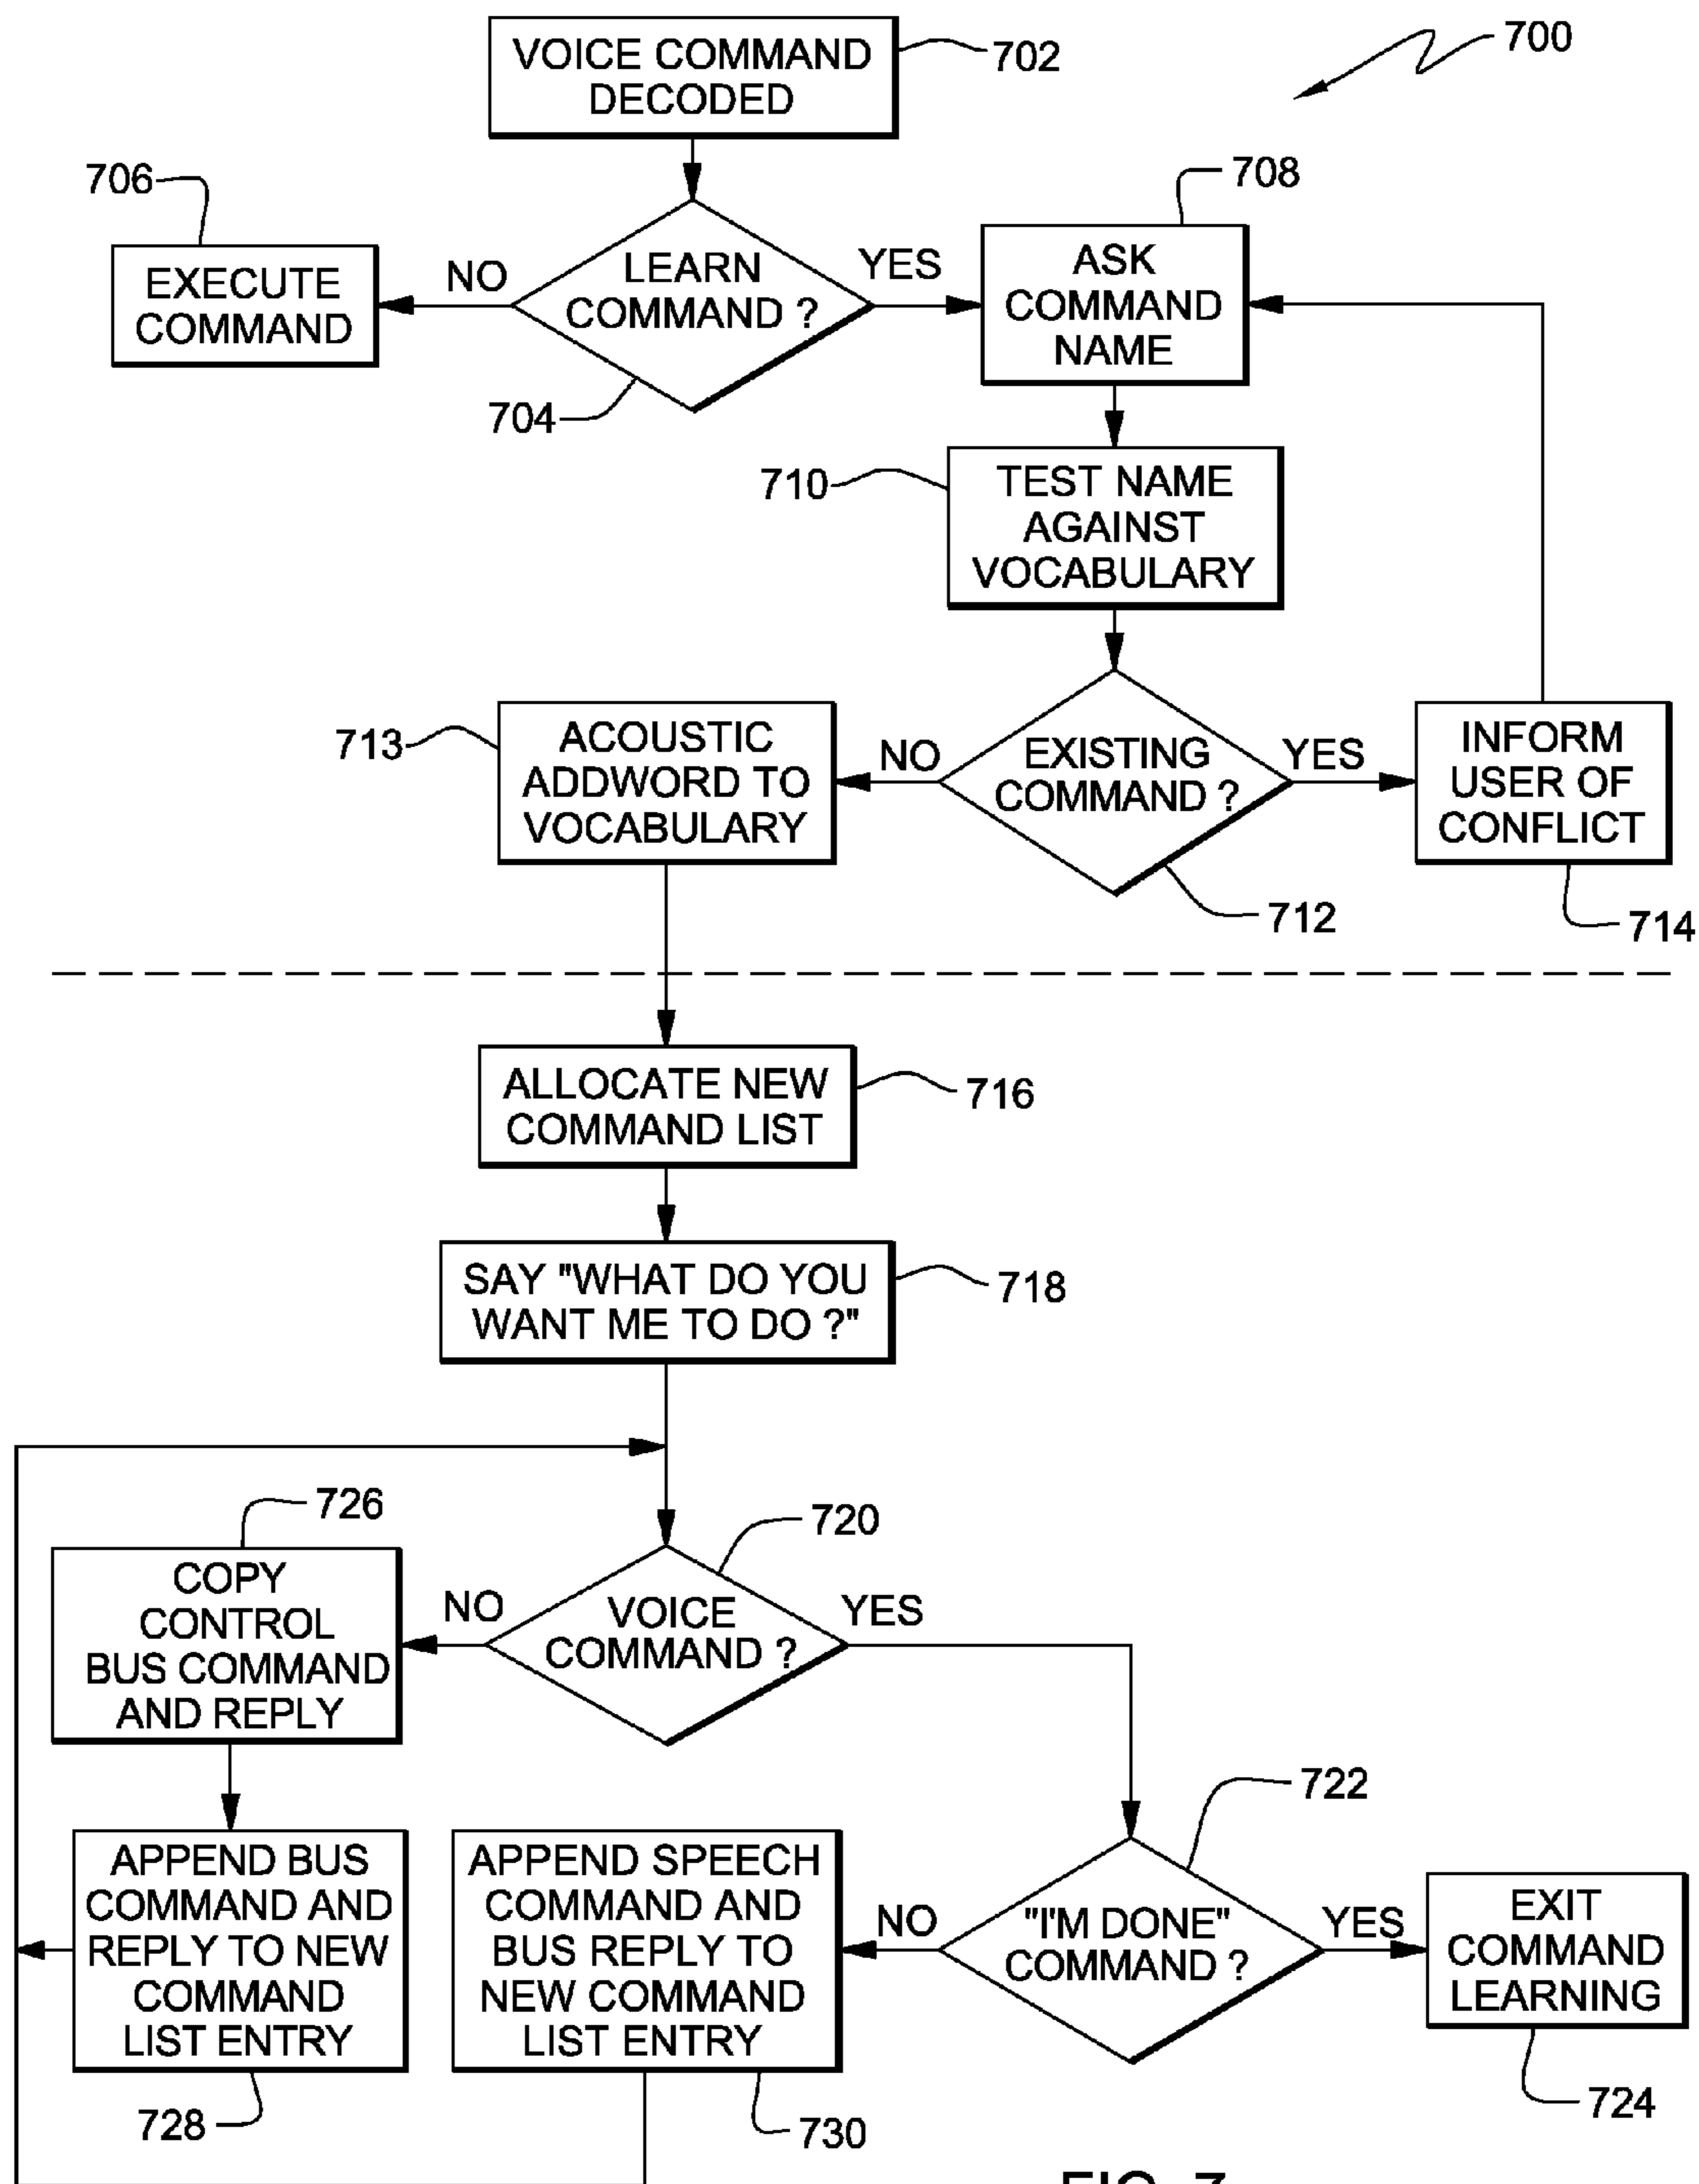 VOICE COMMAND
DECODED
702
700
706
708
EXECUTE
COMMAND
NO
LEARN
COMMAND ?
YES
ASK
COMMAND
NAME
704
710
TEST NAME
AGAINST
VOCABULARY
713
ACOUSTIC
ADDWORD TO
VOCABULARY
NO
EXISTING
COMMAND ?
YES
INFORM
USER OF
CONFLICT
712
714
ALLOCATE NEW
COMMAND LIST
716
SAY "WHAT DO YOU
WANT ME TO DO ?"
718
726
720
COPY
CONTROL
BUS COMMAND
AND REPLY
NO
VOICE
COMMAND ?
YES
722
APPEND BUS
COMMAND AND
REPLY TO NEW
COMMAND
LIST ENTRY
APPEND SPEECH
COMMAND AND
BUS REPLY TO
NEW COMMAND
LIST ENTRY
NO
"I'M DONE"
COMMAND ?
YES
EXIT
COMMAND
LEARNING
728
730
724
FIG. 7